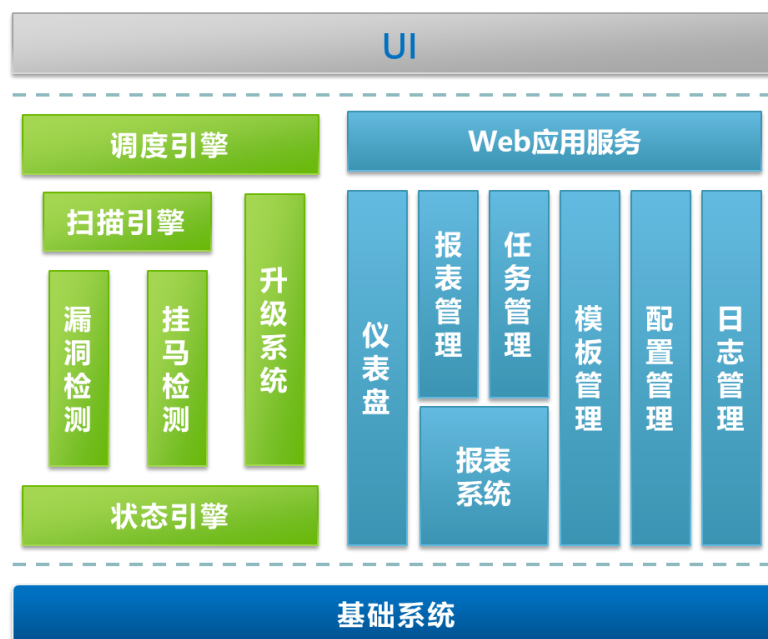 UI
调度引擎
Web应用服务
扫描引擎
漏洞检测
挂马检测
升级系统
状态引擎
仪表盘
报表管理
任务管理
报表
系统
模板管理
配置管理
日志管理
基础系统